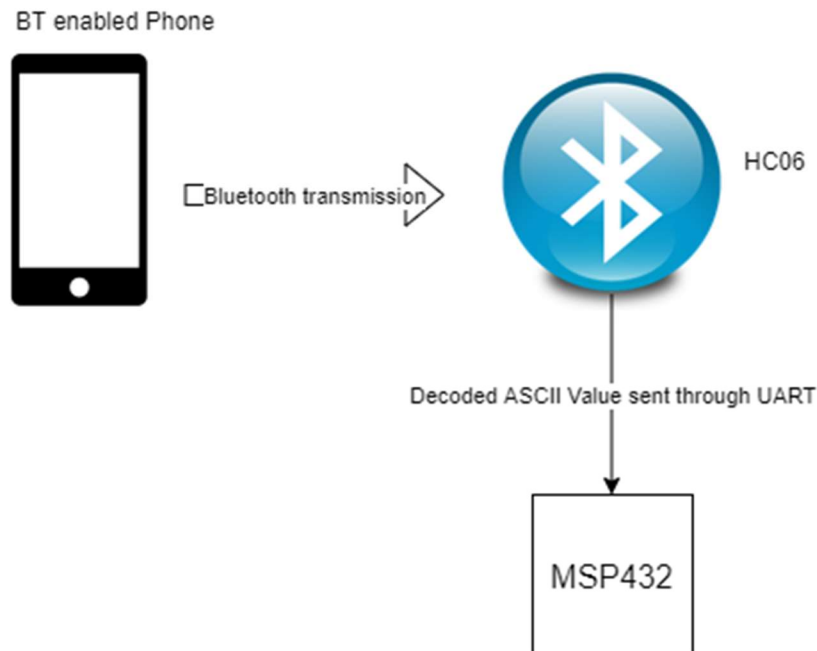 BT enabled Phone
Bluetooth transmission
HC06
Decoded ASCII Value sent through UART
MSP432